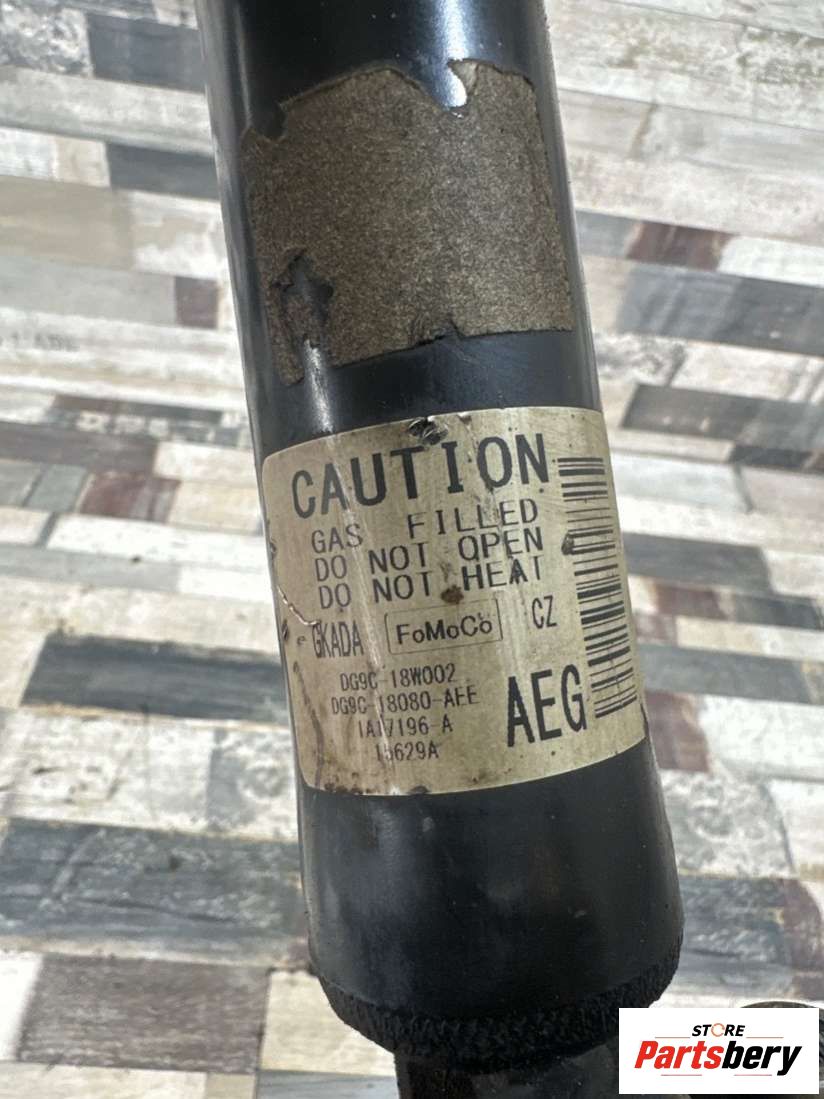 CAUTION
GAS FILLED
DO NOT OPEN
DO NOT HEAT
GKADA FoMoCo CZ
DG9C-18W002
DG9C-18080-AEE
1A17196-A
15629A
AEG
STORE
Partsbery